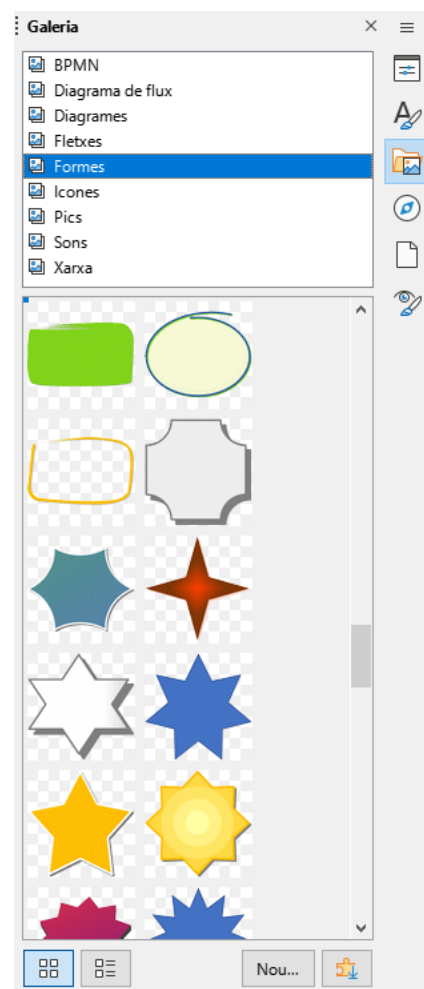 Galeria
BPMN
Diagrama de flux
Diagrames
Fletxes
Formes
Icones
Pics
Sons
Xarxa
Nou...